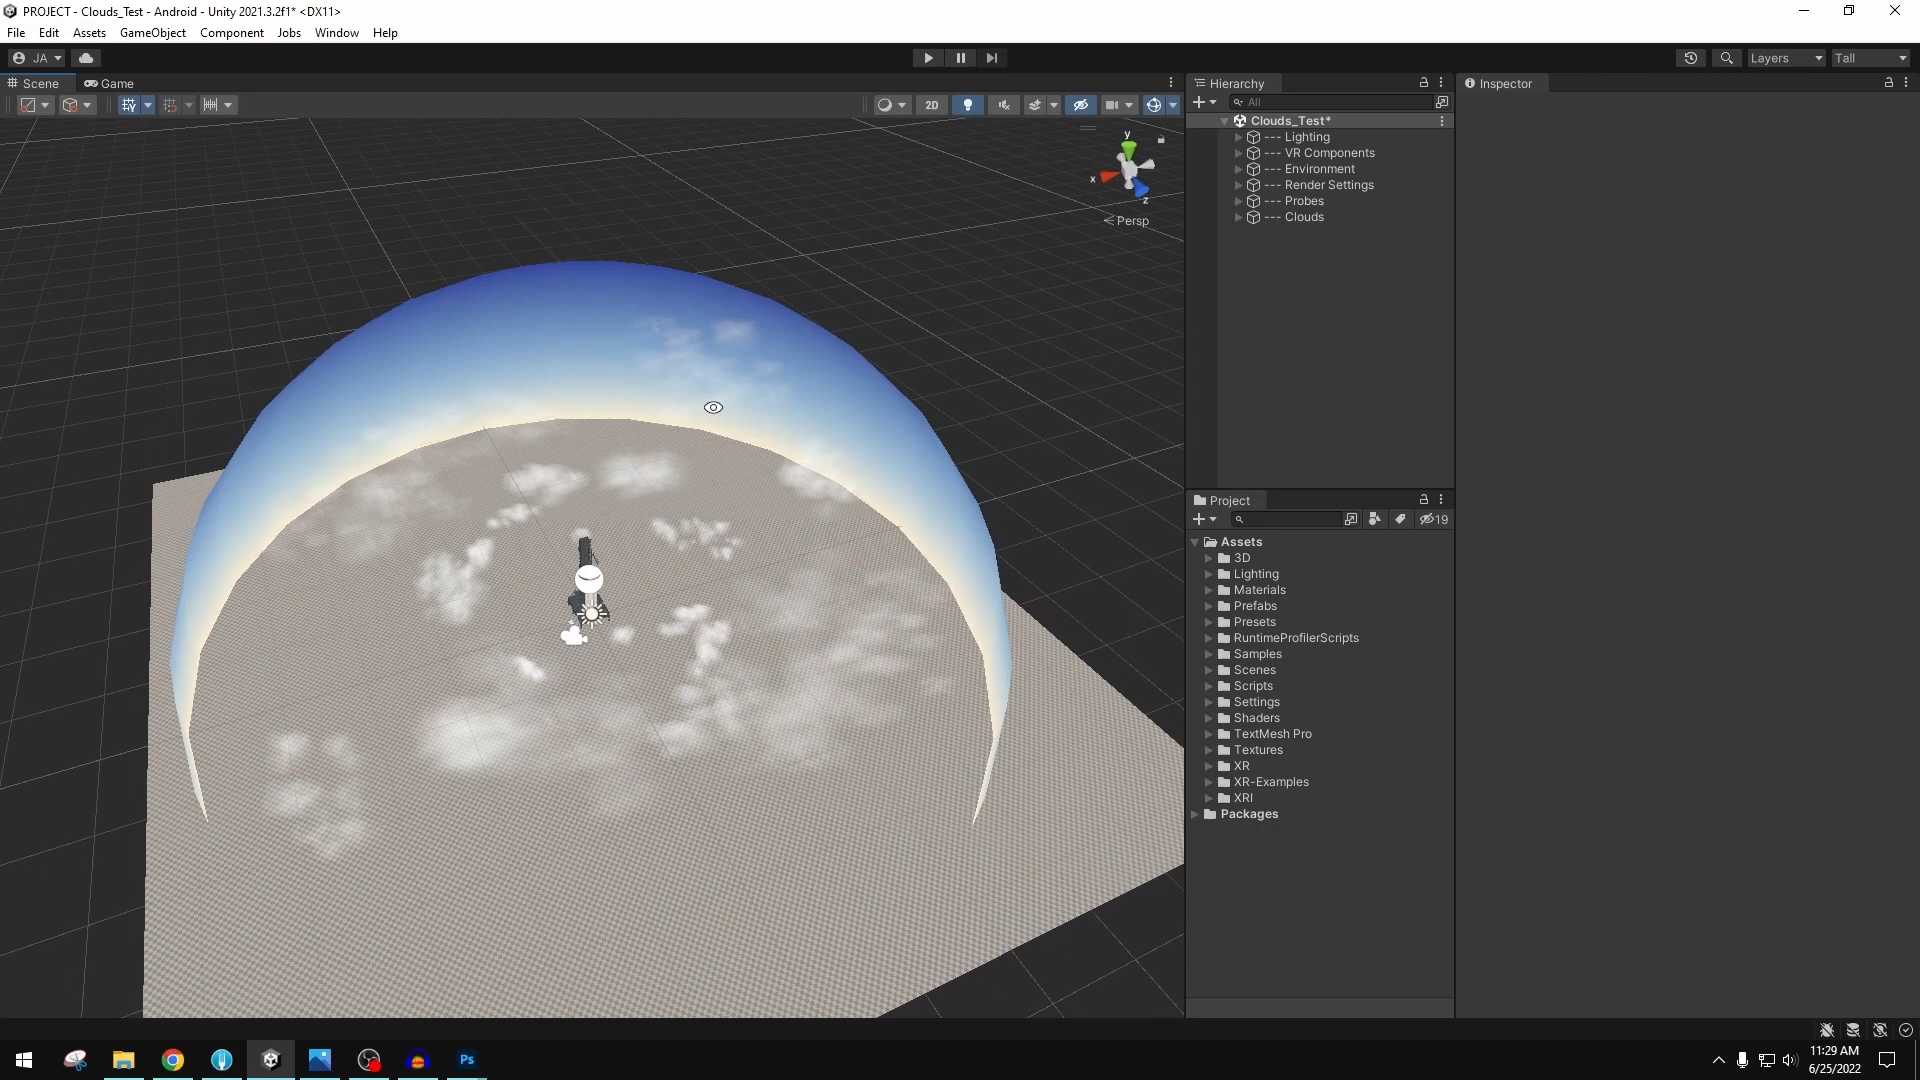 PROJECT - Clouds_Test - Android - Unity 2021.3.2f1* <DX11>
File Edit Assets GameObject Component Jobs Window Help
JA
Layers
Tall
Scene
Game
2D
y
x
z
Persp
Hierarchy
All
Clouds_Test*
--- Lighting
--- VR Components
--- Environment
--- Render Settings
--- Probes
--- Clouds
Inspector
Project
19
Assets
3D
Lighting
Materials
Prefabs
Presets
RuntimeProfilerScripts
Samples
Scenes
Scripts
Settings
Shaders
TextMesh Pro
Textures
XR
XR-Examples
XRI
Packages
Ps
11:29 AM
6/25/2022